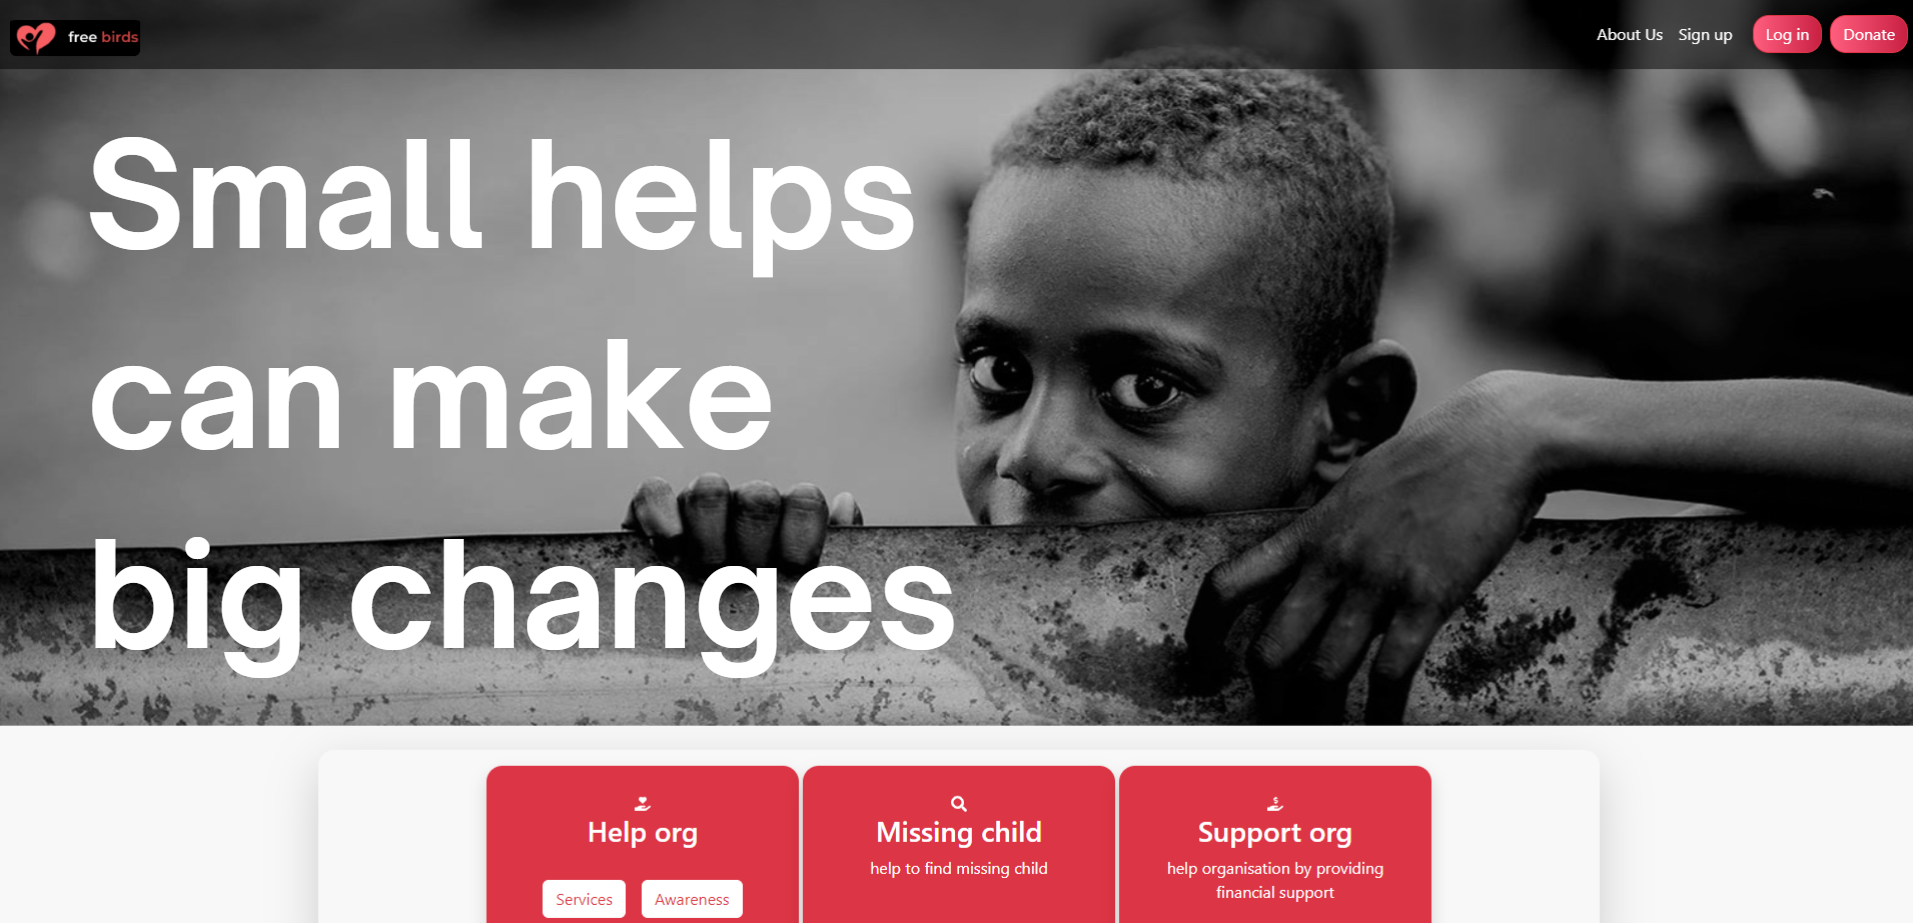 free birds
About Us Sign up Log in Donate
Small helps
can make
big changes
Help org
Services Awareness
Missing child
help to find missing child
Support org
help organisation by providing
financial support